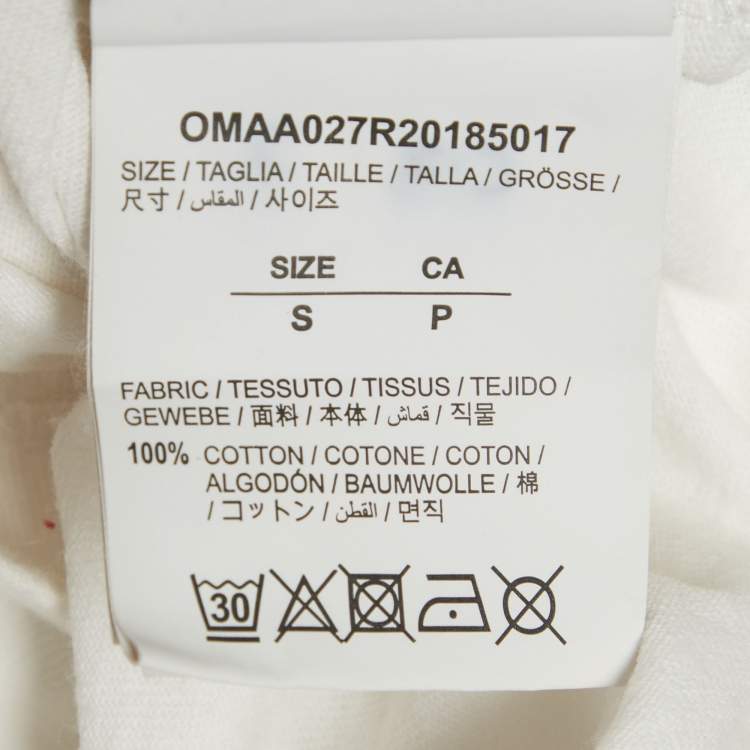 OMAA027R20185017
SIZE / TAGLIA / TAILLE / TALLA / GRÖSSE /
尺寸 / المقاس / 사이즈
SIZE CA
S P
FABRIC / TESSUTO / TISSUS / TEJIDO /
GEWEBE / 面料 / 本体 / قماش / 직물
100% COTTON / COTONE / COTON /
ALGODÓN / BAUMWOLLE / 棉
/ コットン / القطن / 면직
30